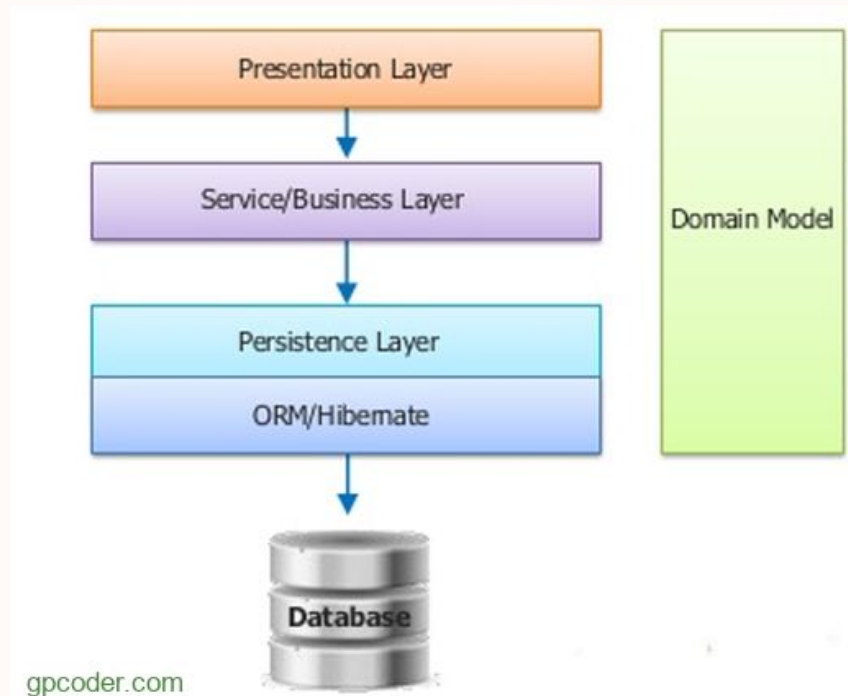 Presentation Layer
Service/Business Layer
Domain Model
Persistence Layer
ORM/Hibernate
Database
gpcoder.com